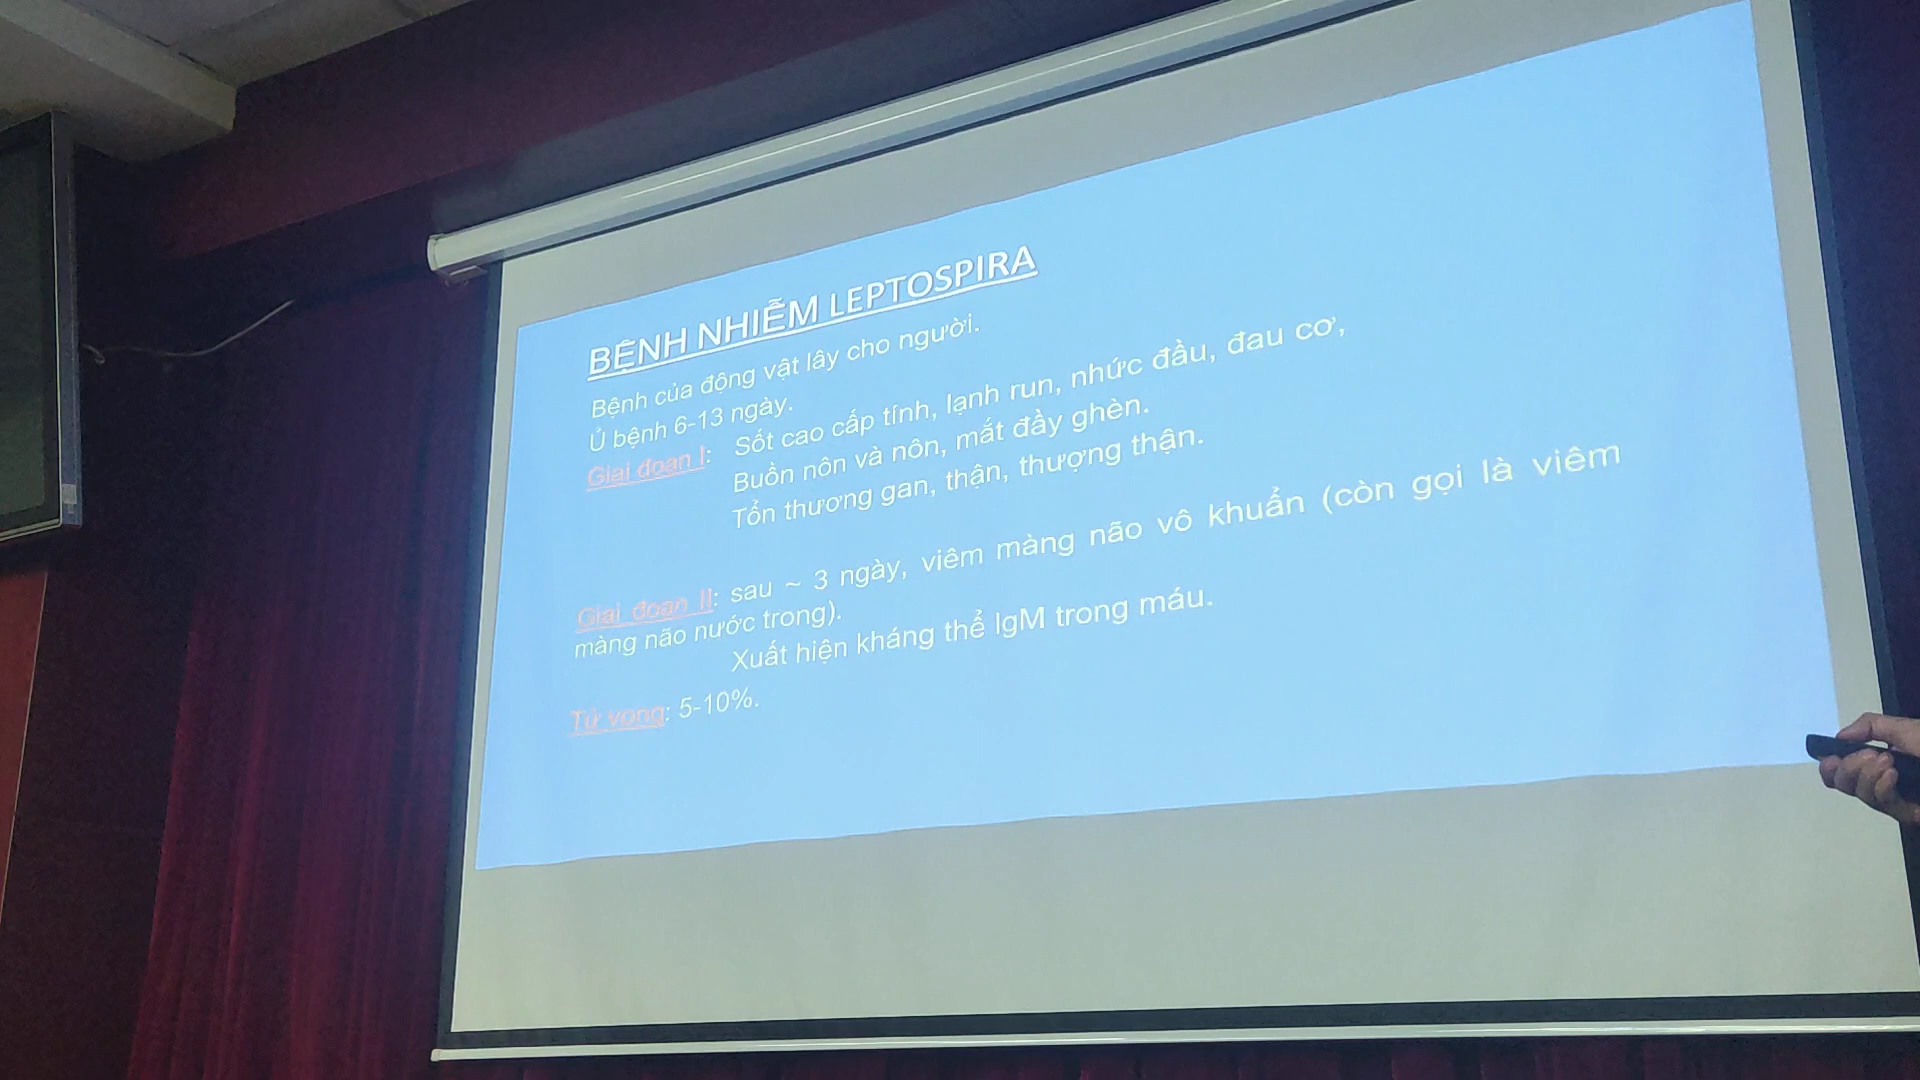 BỆNH NHIỄM LEPTOSPIRA
Bệnh của động vật lây cho người.
Ủ bệnh 6-13 ngày.
Giai đoạn I: Sốt cao cấp tính, lạnh run, nhức đầu, đau cơ,
Buồn nôn và nôn, mắt đầy ghèn.
Tổn thương gan, thận, thượng thận.
Giai đoạn II: sau ~ 3 ngày, viêm màng não vô khuẩn (còn gọi là viêm
màng não nước trong).
Xuất hiện kháng thể IgM trong máu.
Tử vong: 5-10%.